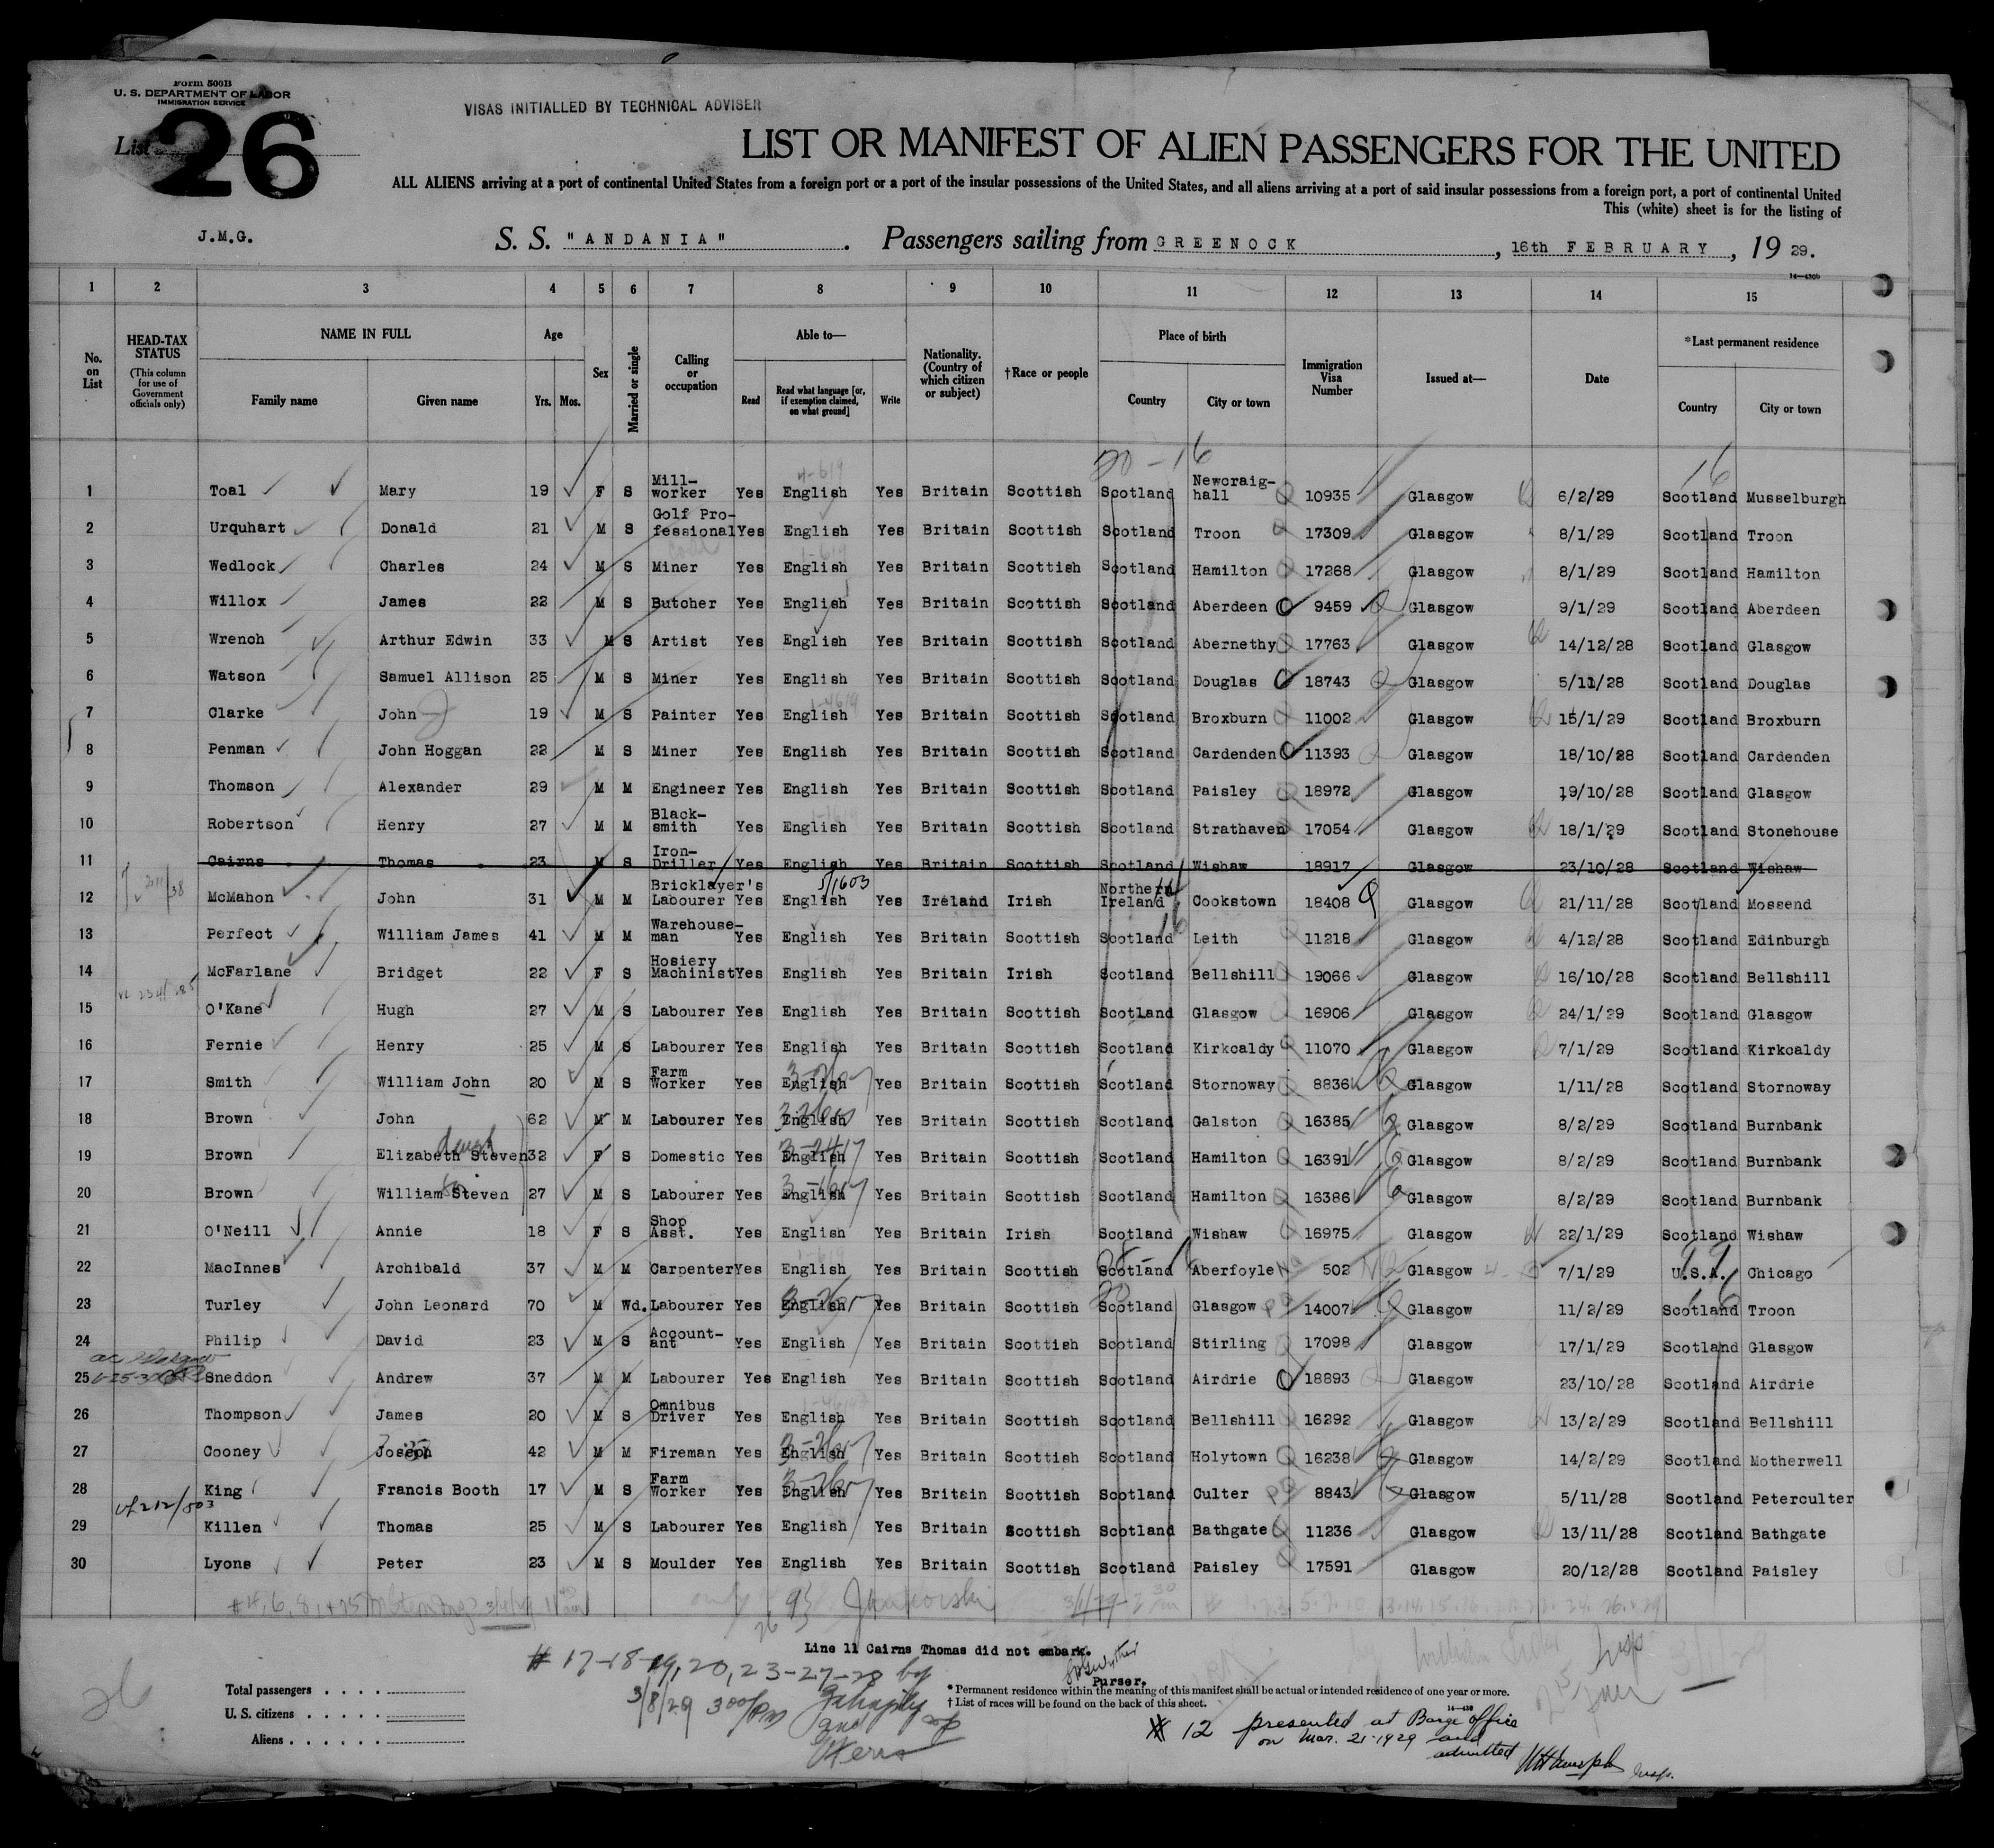 Form 500B
U. S. DEPARTMENT OF LABOR
IMMIGRATION SERVICE
List 26
VISAS INITIALLED BY TECHNICAL ADVISER
LIST OR MANIFEST OF ALIEN PASSENGERS FOR THE UNITED
ALL ALIENS arriving at a port of continental United States from a foreign port or a port of the insular possessions of the United States, and all aliens arriving at a port of said insular possessions from a foreign port, a port of continental United
This (white) sheet is for the listing of
J.M.G.
S. S. "ANDANIA". Passengers sailing from GREENOCK, 16th FEBRUARY, 1929.
1 2 3 4 5 6 7 8 9 10 11 12 13 14 15
No. on List
HEAD-TAX STATUS (This column for use of Government officials only)
NAME IN FULL Family name Given name
Age Yrs. Mos.
Sex
Married or single
Calling or occupation
Able to— Read Read what language [or, if exemption claimed, on what ground] Write
Nationality. (Country of which citizen or subject)
†Race or people
Place of birth Country City or town
Immigration Visa Number
Issued at—
Date
*Last permanent residence Country City or town
20 - 16 16
1 Toal Mary 19 F S Mill-worker Yes English Yes Britain Scottish Scotland Newcraig-hall 10935 Glasgow 6/2/29 Scotland Musselburgh
2 Urquhart Donald 21 M S Golf Pro-fessional Yes English Yes Britain Scottish Scotland Troon 17309 Glasgow 8/1/29 Scotland Troon
3 Wedlock Charles 24 M S Miner Yes English Yes Britain Scottish Scotland Hamilton 17268 Glasgow 8/1/29 Scotland Hamilton
4 Willox James 22 M S Butcher Yes English Yes Britain Scottish Scotland Aberdeen 9459 Glasgow 9/1/29 Scotland Aberdeen
5 Wrench Arthur Edwin 33 M S Artist Yes English Yes Britain Scottish Scotland Abernethy 17763 Glasgow 14/12/28 Scotland Glasgow
6 Watson Samuel Allison 25 M S Miner Yes English Yes Britain Scottish Scotland Douglas 18743 Glasgow 5/11/28 Scotland Douglas
7 Clarke John 19 M S Painter Yes English Yes Britain Scottish Scotland Broxburn 11002 Glasgow 15/1/29 Scotland Broxburn
8 Penman John Hoggan 22 M S Miner Yes English Yes Britain Scottish Scotland Cardenden 11393 Glasgow 18/10/28 Scotland Cardenden
9 Thomson Alexander 29 M M Engineer Yes English Yes Britain Scottish Scotland Paisley 18972 Glasgow 19/10/28 Scotland Glasgow
10 Robertson Henry 27 M M Black-smith Yes English Yes Britain Scottish Scotland Strathaven 17054 Glasgow 18/1/29 Scotland Stonehouse
11 Cairns Thomas 23 M S Iron-Driller Yes English Yes Britain Scottish Scotland Wishaw 18917 Glasgow 23/10/28 Scotland Wishaw
12 McMahon John 31 M M Bricklayer's Labourer Yes English 5/1603 Yes Ireland Irish Northern Ireland Cookstown 18408 Glasgow 21/11/28 Scotland Mossend
13 Perfect William James 41 M M Warehouse-man Yes English Yes Britain Scottish Scotland Leith 11218 Glasgow 4/12/28 Scotland Edinburgh
14 McFarlane Bridget 22 F S Hosiery Machinist Yes English Yes Britain Irish Scotland Bellshill 19066 Glasgow 16/10/28 Scotland Bellshill
15 O'Kane Hugh 27 M S Labourer Yes English Yes Britain Scottish Scotland Glasgow 16906 Glasgow 24/1/29 Scotland Glasgow
16 Fernie Henry 25 M S Labourer Yes English Yes Britain Scottish Scotland Kirkcaldy 11070 Glasgow 7/1/29 Scotland Kirkcaldy
17 Smith William John 20 M S Farm Worker Yes English Yes Britain Scottish Scotland Stornoway 8836 Glasgow 1/11/28 Scotland Stornoway
18 Brown John 62 M M Labourer Yes English Yes Britain Scottish Scotland Galston 16385 Glasgow 8/2/29 Scotland Burnbank
19 Brown Elizabeth Steven 32 F S Domestic Yes English Yes Britain Scottish Scotland Hamilton 16391 Glasgow 8/2/29 Scotland Burnbank
20 Brown William Steven 27 M S Labourer Yes English Yes Britain Scottish Scotland Hamilton 16386 Glasgow 8/2/29 Scotland Burnbank
21 O'Neill Annie 18 F S Shop Asst. Yes English Yes Britain Irish Scotland Wishaw 16975 Glasgow 22/1/29 Scotland Wishaw
22 MacInnes Archibald 37 M M Carpenter Yes English Yes Britain Scottish Scotland Aberfoyle 502 Glasgow 7/1/29 U.S.A. Chicago
23 Turley John Leonard 70 M Wd. Labourer Yes English Yes Britain Scottish Scotland Glasgow 14007 Glasgow 11/2/29 Scotland Troon
24 Philip David 23 M S Account-ant Yes English Yes Britain Scottish Scotland Stirling 17098 Glasgow 17/1/29 Scotland Glasgow
25 Sneddon Andrew 37 M M Labourer Yes English Yes Britain Scottish Scotland Airdrie 18893 Glasgow 23/10/28 Scotland Airdrie
26 Thompson James 20 M S Omnibus Driver Yes English Yes Britain Scottish Scotland Bellshill 16292 Glasgow 13/2/29 Scotland Bellshill
27 Cooney Joseph 42 M M Fireman Yes English Yes Britain Scottish Scotland Holytown 16238 Glasgow 14/2/29 Scotland Motherwell
28 King Francis Booth 17 M S Farm Worker Yes English Yes Britain Scottish Scotland Culter 8843 Glasgow 5/11/28 Scotland Peterculter
29 Killen Thomas 25 M S Labourer Yes English Yes Britain Scottish Scotland Bathgate 11236 Glasgow 13/11/28 Scotland Bathgate
30 Lyons Peter 23 M S Moulder Yes English Yes Britain Scottish Scotland Paisley 17591 Glasgow 20/12/28 Scotland Paisley
Line 11 Cairns Thomas did not embark.
# 17-18-19, 20, 23-27-28 by
3/8/29 3 00/PM
Purser.
Total passengers
U. S. citizens
Aliens
* Permanent residence within the meaning of this manifest shall be actual or intended residence of one year or more.
† List of races will be found on the back of this sheet.
# 12 presented at Barge Office
on Mar. 21-1929 and
admitted
Insp.
26